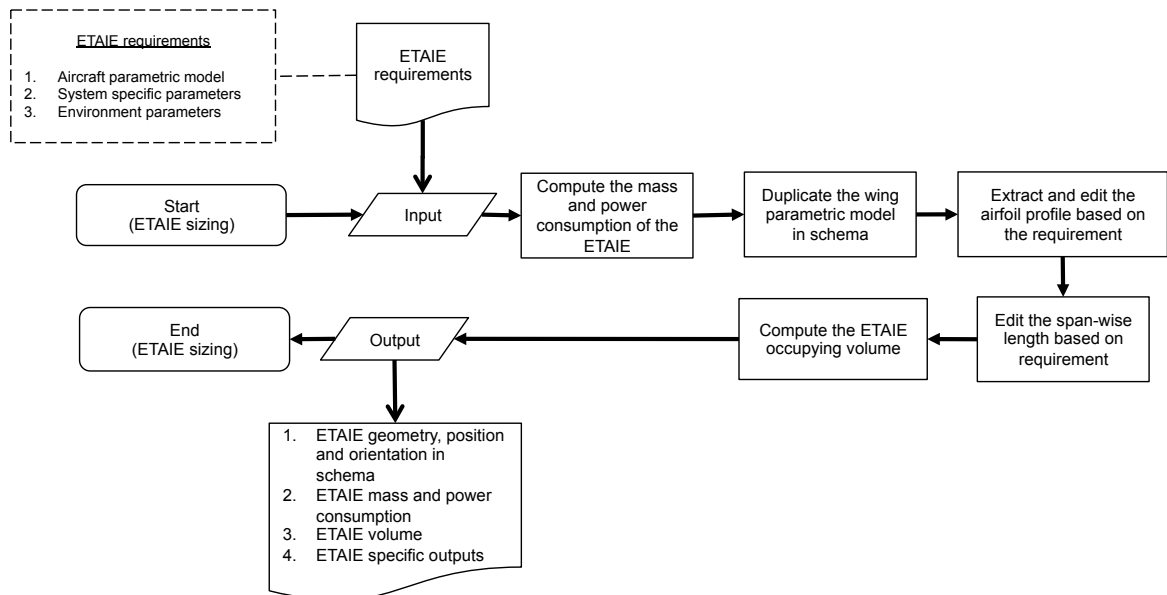 ETAIE requirements
1. Aircraft parametric model
2. System specific parameters
3. Environment parameters
ETAIE
requirements
Start
(ETAIE sizing)
Input
Compute the mass
and power
consumption of the
ETAIE
Duplicate the wing
parametric model
in schema
Extract and edit the
airfoil profile based on
the requirement
End
(ETAIE sizing)
Output
Compute the ETAIE
occupying volume
Edit the span-wise
length based on
requirement
1. ETAIE geometry, position
and orientation in
schema
2. ETAIE mass and power
consumption
3. ETAIE volume
4. ETAIE specific outputs